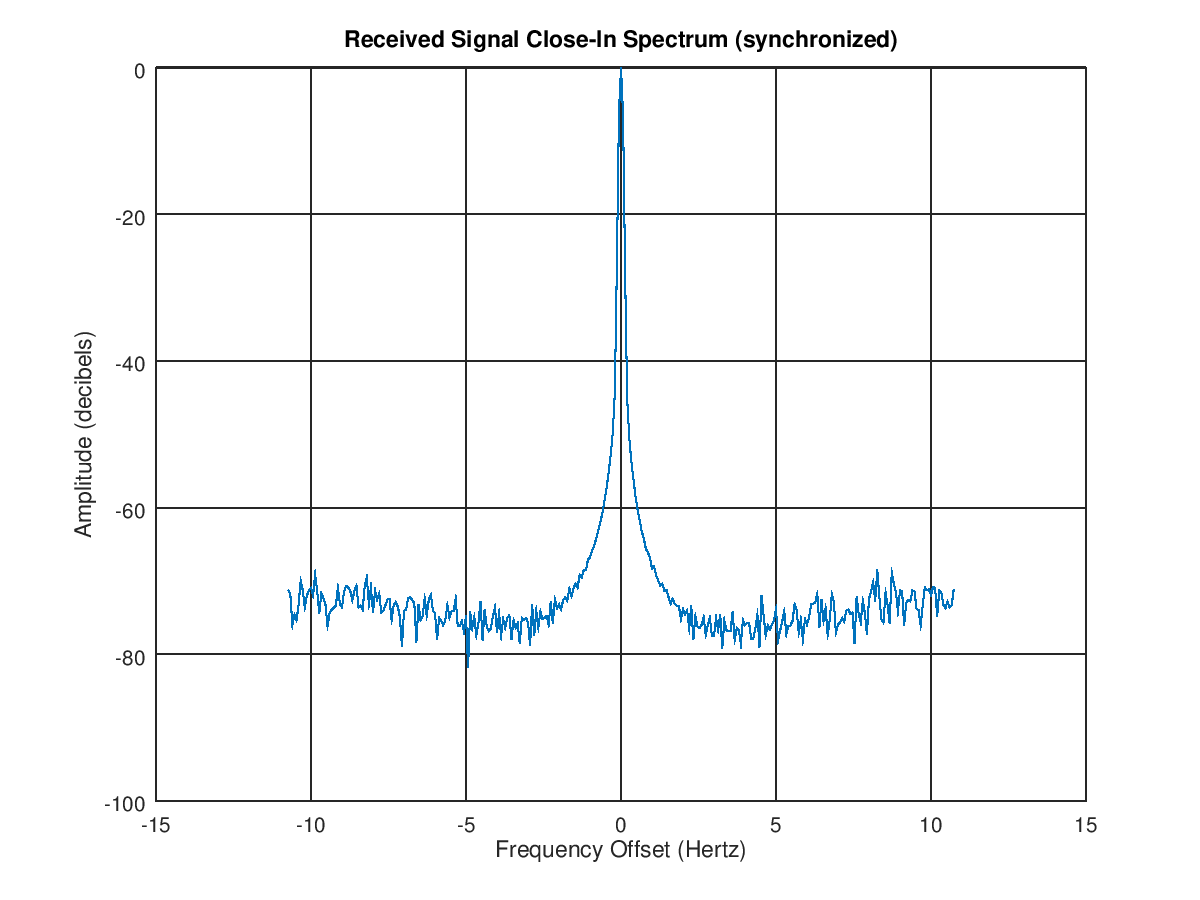 Received Signal Close-In Spectrum (synchronized)
0
-20
-40
-60
-80
-100
Amplitude (decibels)
-15 -10 -5 0 5 10 15
Frequency Offset (Hertz)